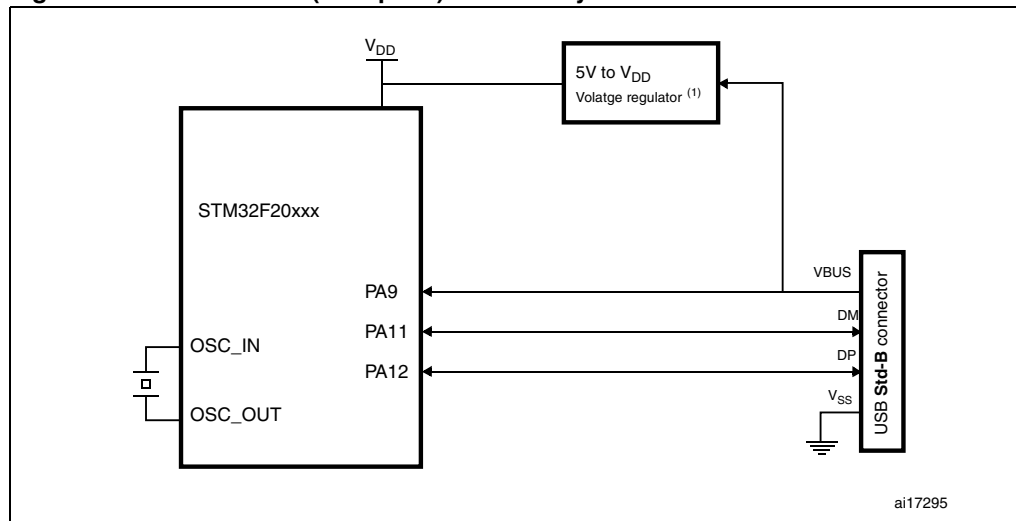 V_DD
5V to V_DD
Volatge regulator (1)
STM32F20xxx
VBUS
PA9
DM
PA11
OSC_IN
DP
PA12
V_SS
OSC_OUT
USB Std-B connector
ai17295